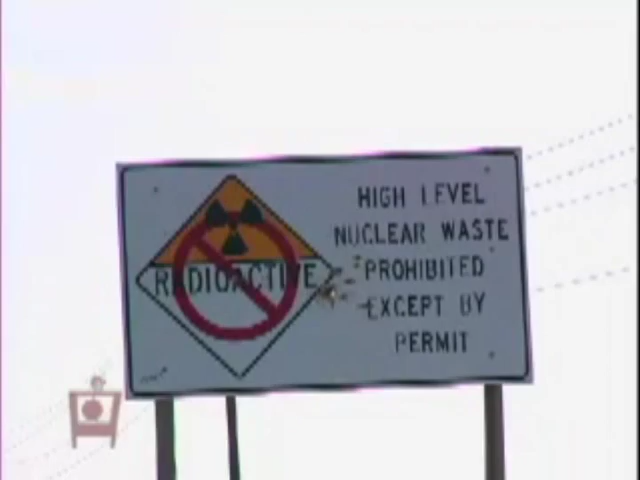 RADIOACTIVE
HIGH LEVEL
NUCLEAR WASTE
PROHIBITED
EXCEPT BY
PERMIT